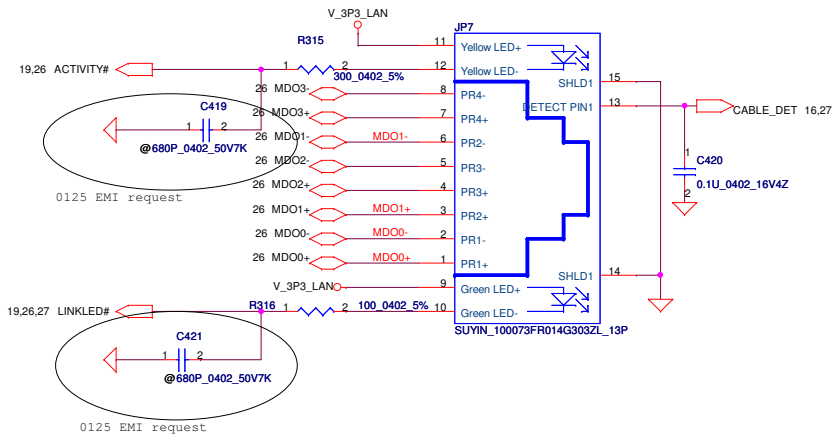 V_3P3_LAN
JP7
R315
11 Yellow LED+
19,26 ACTIVITY# 1 2 12 Yellow LED-
300_0402_5%
SHLD1 15
26 MDO3- 8 PR4-
C419
DETECT PIN1 13
26 MDO3+ 7 PR4+
CABLE_DET 16,27
1 2
26 MDO1- MDO1- 6 PR2-
@680P_0402_50V7K
1
C420
26 MDO2- 5 PR3-
0.1U_0402_16V4Z
26 MDO2+ 4 PR3+
2
0125 EMI request
26 MDO1+ MDO1+ 3 PR2+
26 MDO0- MDO0- 2 PR1-
26 MDO0+ MDO0+ 1 PR1+
SHLD1 14
V_3P3_LAN 9 Green LED+
R316
19,26,27 LINKLED# 1 2 100_0402_5% 10 Green LED-
SUYIN_100073FR014G303ZL_13P
C421
1 2
@680P_0402_50V7K
0125 EMI request